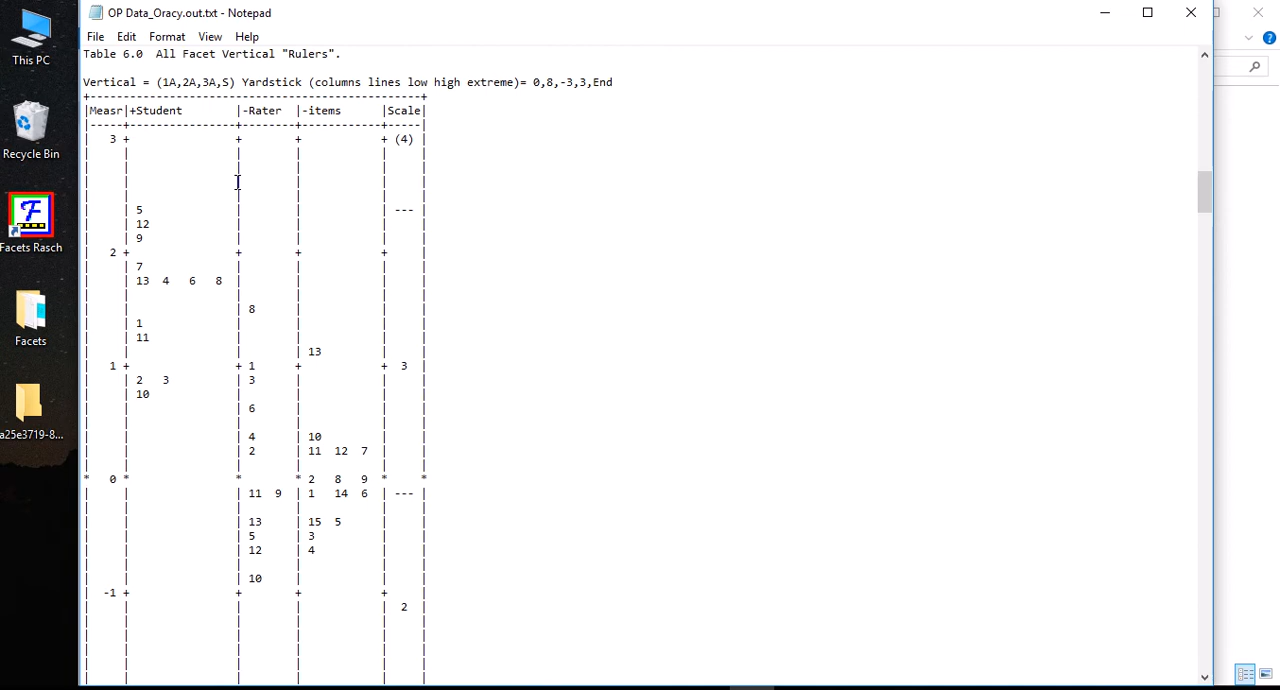 OP Data_Oracy.out.txt - Notepad
File Edit Format View Help
This PC
Recycle Bin
Facets Rasch
Facets
a25e3719-8...
Table 6.0 All Facet Vertical "Rulers".
Vertical = (1A,2A,3A,S) Yardstick (columns lines low high extreme)= 0,8,-3,3,End
+-----------------------------------------------+
|Measr|+Student |-Rater |-items |Scale|
|-----+---------------+-------+-----------+-----|
| 3 + + + + (4) |
| | 5 | | | --- |
| | 12 | | | |
| | 9 | | | |
| 2 + + + + |
| | 7 | | | |
| | 13 4 6 8 | | | |
| | | 8 | | |
| | 1 | | | |
| | 11 | | | |
| | | | 13 | |
| 1 + + 1 + + 3 |
| | 2 3 | 3 | | |
| | 10 | | | |
| | | 6 | | |
| | | 4 | 10 | |
| | | 2 | 11 12 7 | |
* 0 * * * 2 8 9 * *
| | | 11 9 | 1 14 6 | --- |
| | | 13 | 15 5 | |
| | | 5 | 3 | |
| | | 12 | 4 | |
| | | 10 | | |
| -1 + + + + |
| | | | | 2 |